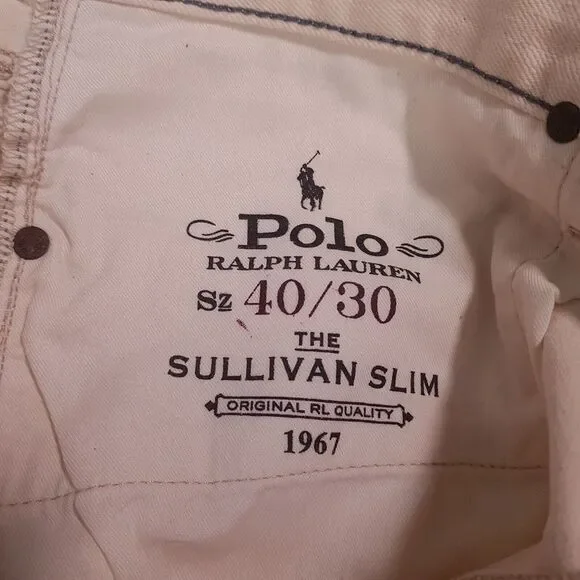 Polo
RALPH LAUREN
Sz 40/30
THE
SULLIVAN SLIM
ORIGINAL RL QUALITY
1967